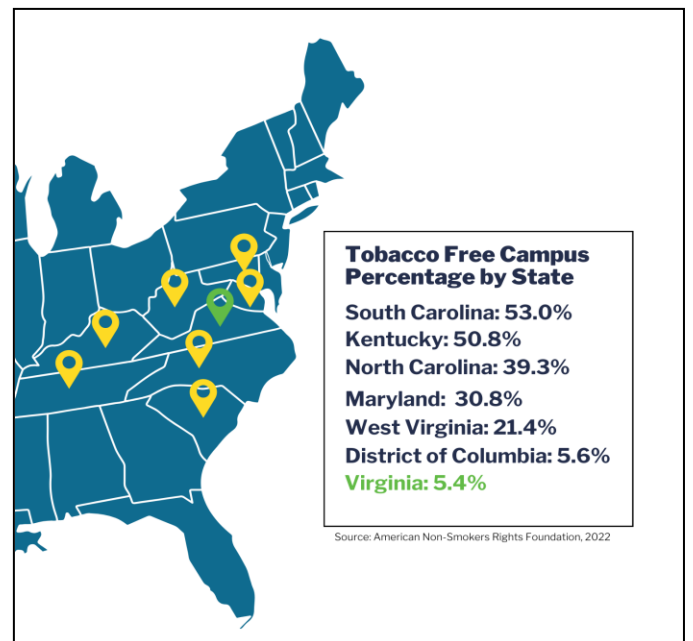 Tobacco Free Campus
Percentage by State
South Carolina: 53.0%
Kentucky: 50.8%
North Carolina: 39.3%
Maryland: 30.8%
West Virginia: 21.4%
District of Columbia: 5.6%
Virginia: 5.4%
Source: American Non-Smokers Rights Foundation, 2022